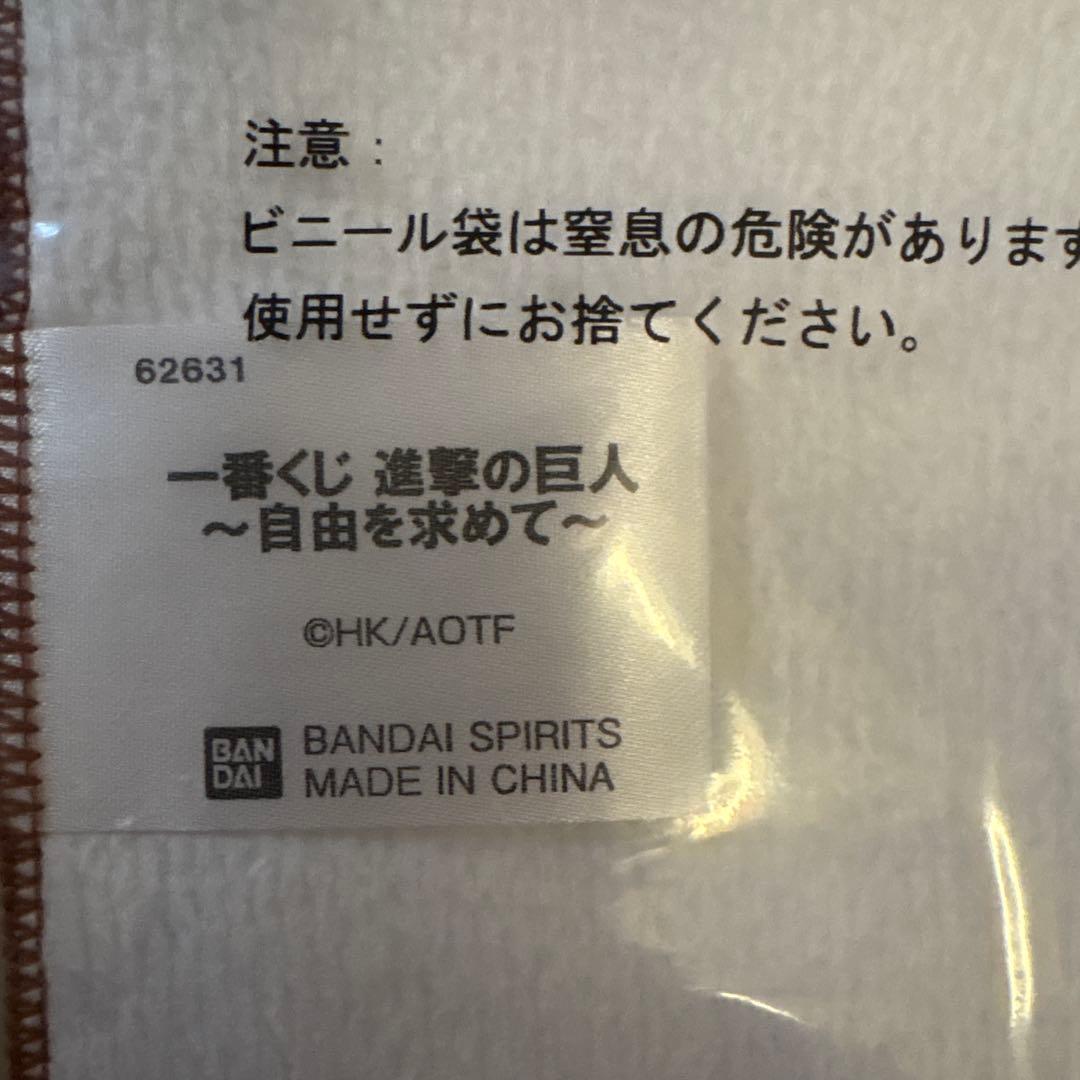 注意：
ビニール袋は窒息の危険があります
使用せずにお捨てください。
62631
一番くじ 進撃の巨人
～自由を求めて～
©HK/AOTF
BAN
DAI
BANDAI SPIRITS
MADE IN CHINA